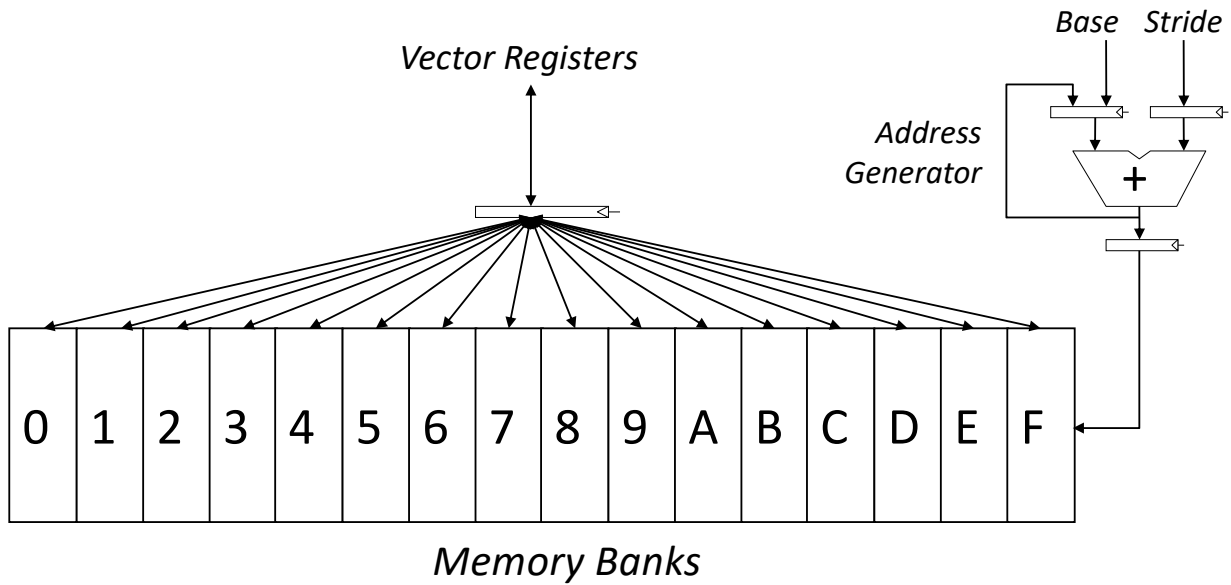 Base Stride
Vector Registers
Address
Generator
+
0 1 2 3 4 5 6 7 8 9 A B C D E F
Memory Banks